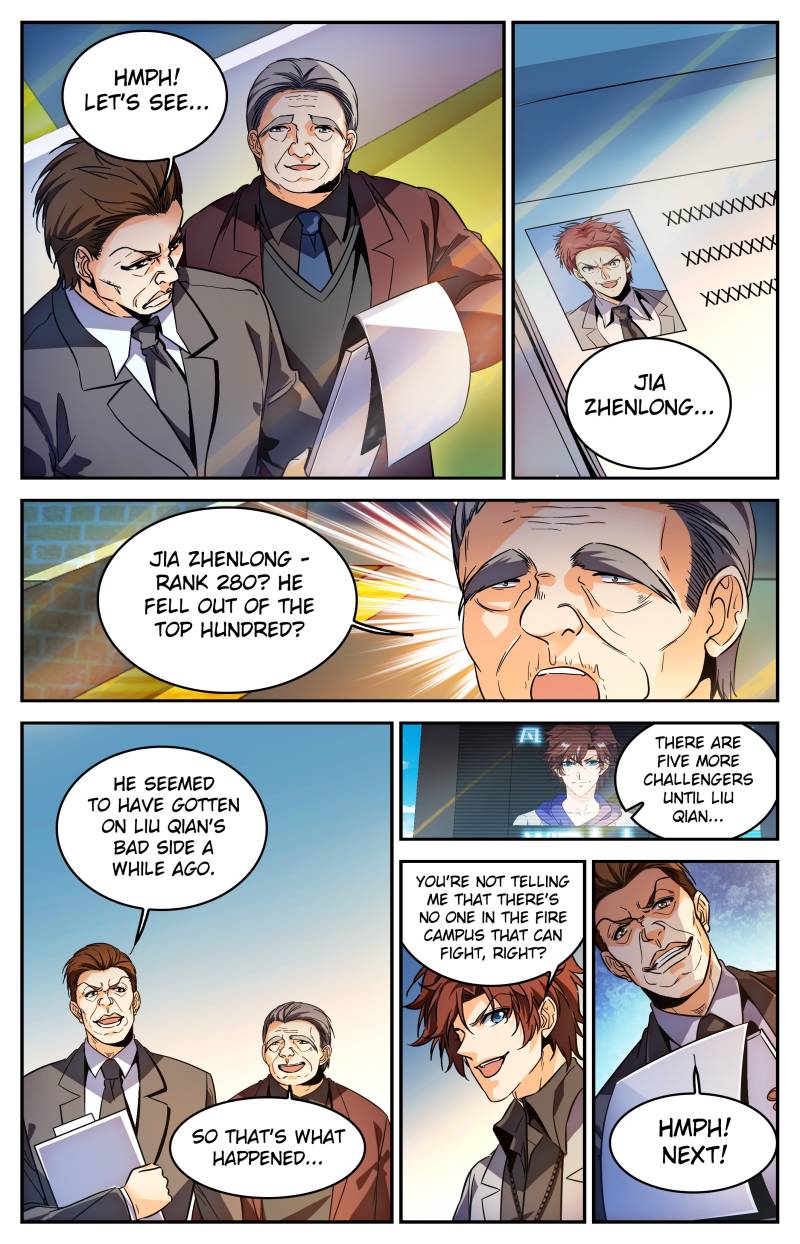 HMPH!
LET'S SEE...
XXXXXXXXXXX
XXXXXXXXX
XXXXXXX
JIA
ZHENLONG...
JIA ZHENLONG -
RANK 280? HE
FELL OUT OF THE
TOP HUNDRED?
HE SEEMED
TO HAVE GOTTEN
ON LIU QIAN'S
BAD SIDE A
WHILE AGO.
SO THAT'S WHAT
HAPPENED...
THERE ARE
FIVE MORE
CHALLENGERS
UNTIL LIU
QIAN...
YOU'RE NOT TELLING
ME THAT THERE'S
NO ONE IN THE FIRE
CAMPUS THAT CAN
FIGHT, RIGHT?
HMPH!
NEXT!